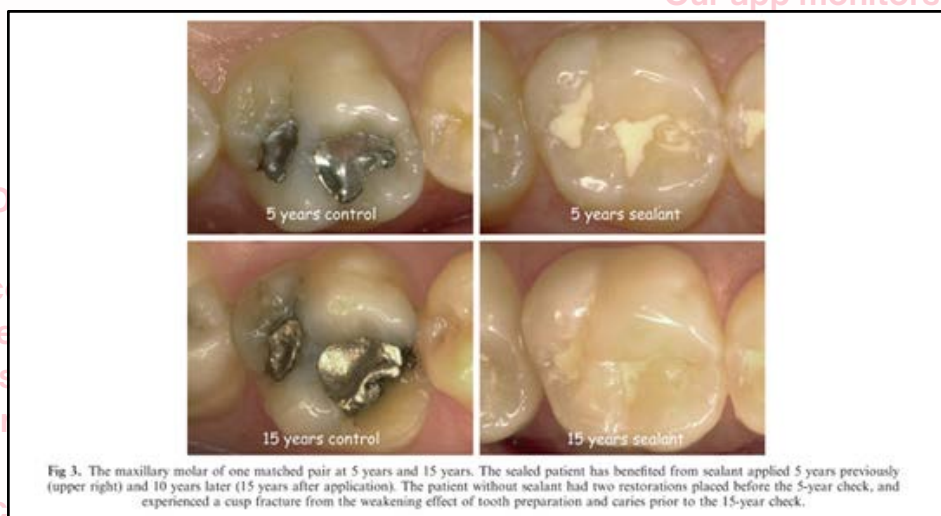 Our app monitors
5 years control
5 years sealant
15 years control
15 years sealant
Fig 3. The maxillary molar of one matched pair at 5 years and 15 years. The sealed patient has benefited from sealant applied 5 years previously
(upper right) and 10 years later (15 years after application). The patient without sealant had two restorations placed before the 5-year check, and
experienced a cusp fracture from the weakening effect of tooth preparation and caries prior to the 15-year check.